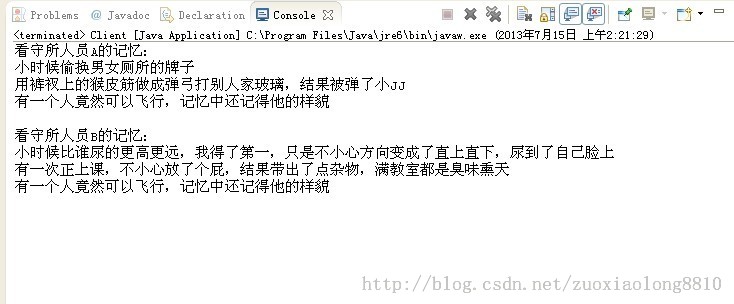 Problems @ Javadoc Declaration Console
<terminated> Client [Java Application] C:\Program Files\Java\jre6\bin\javaw.exe (2013年7月15日 上午2:21:29)
看守所人员A的记忆:
小时候偷换男女厕所的牌子
用裤衩上的猴皮筋做成弹弓打别人家玻璃, 结果被弹了小JJ
有一个人竟然可以飞行, 记忆中还记得他的样貌
看守所人员B的记忆:
小时候比谁尿的更高更远, 我得了第一, 只是不小心方向变成了直上直下, 尿到了自己脸上
有一次正上课, 不小心放了个屁, 结果带出了点杂物, 满教室都是臭味熏天
有一个人竟然可以飞行, 记忆中还记得他的样貌
http://blog.csdn.net/zuoxiaolong8810